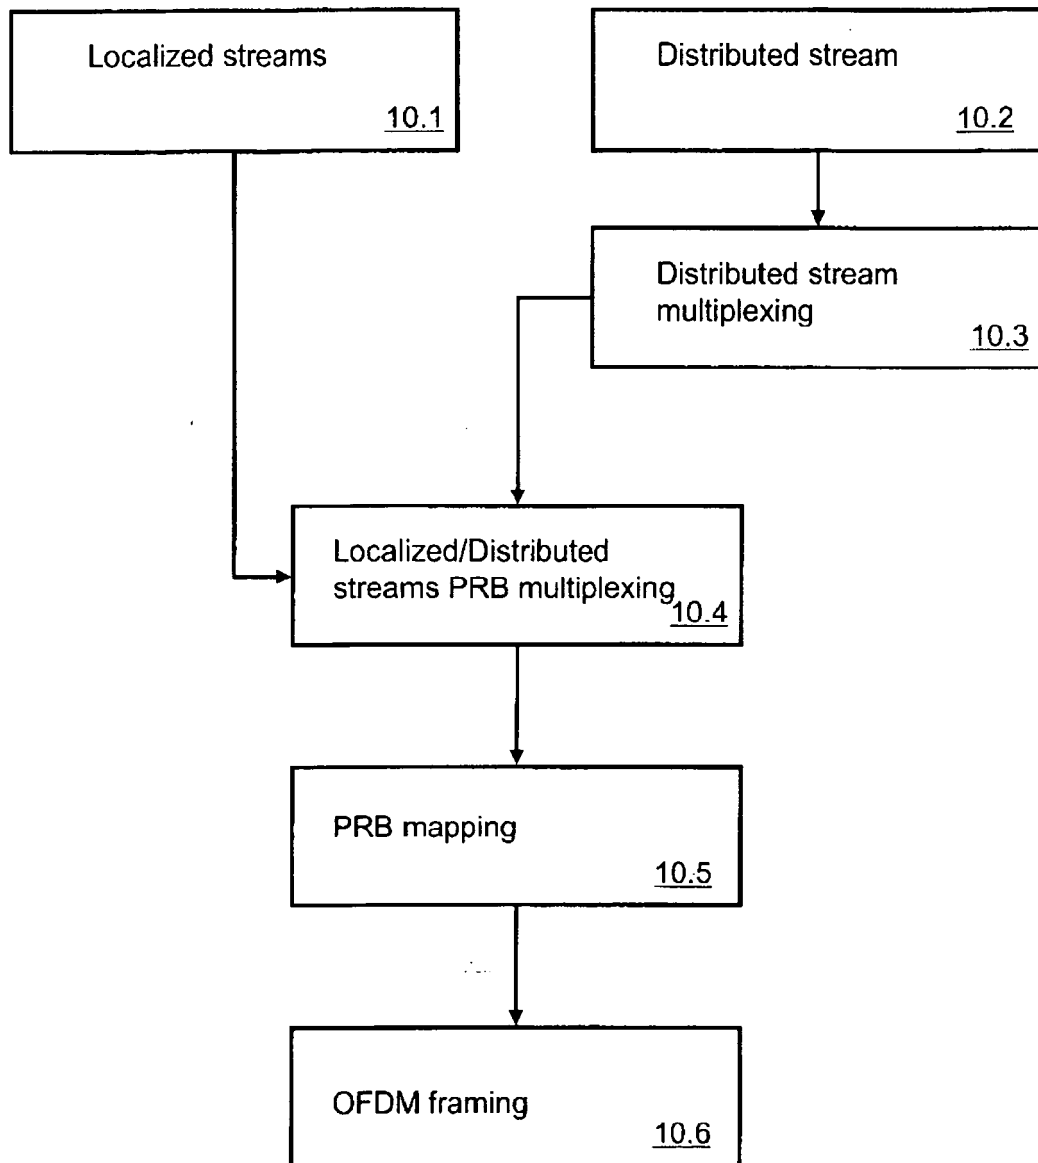 Localized streams
10.1
Distributed stream
10.2
Distributed stream
multiplexing
10.3
Localized/Distributed
streams PRB multiplexing
10.4
PRB mapping
10.5
OFDM framing
10.6